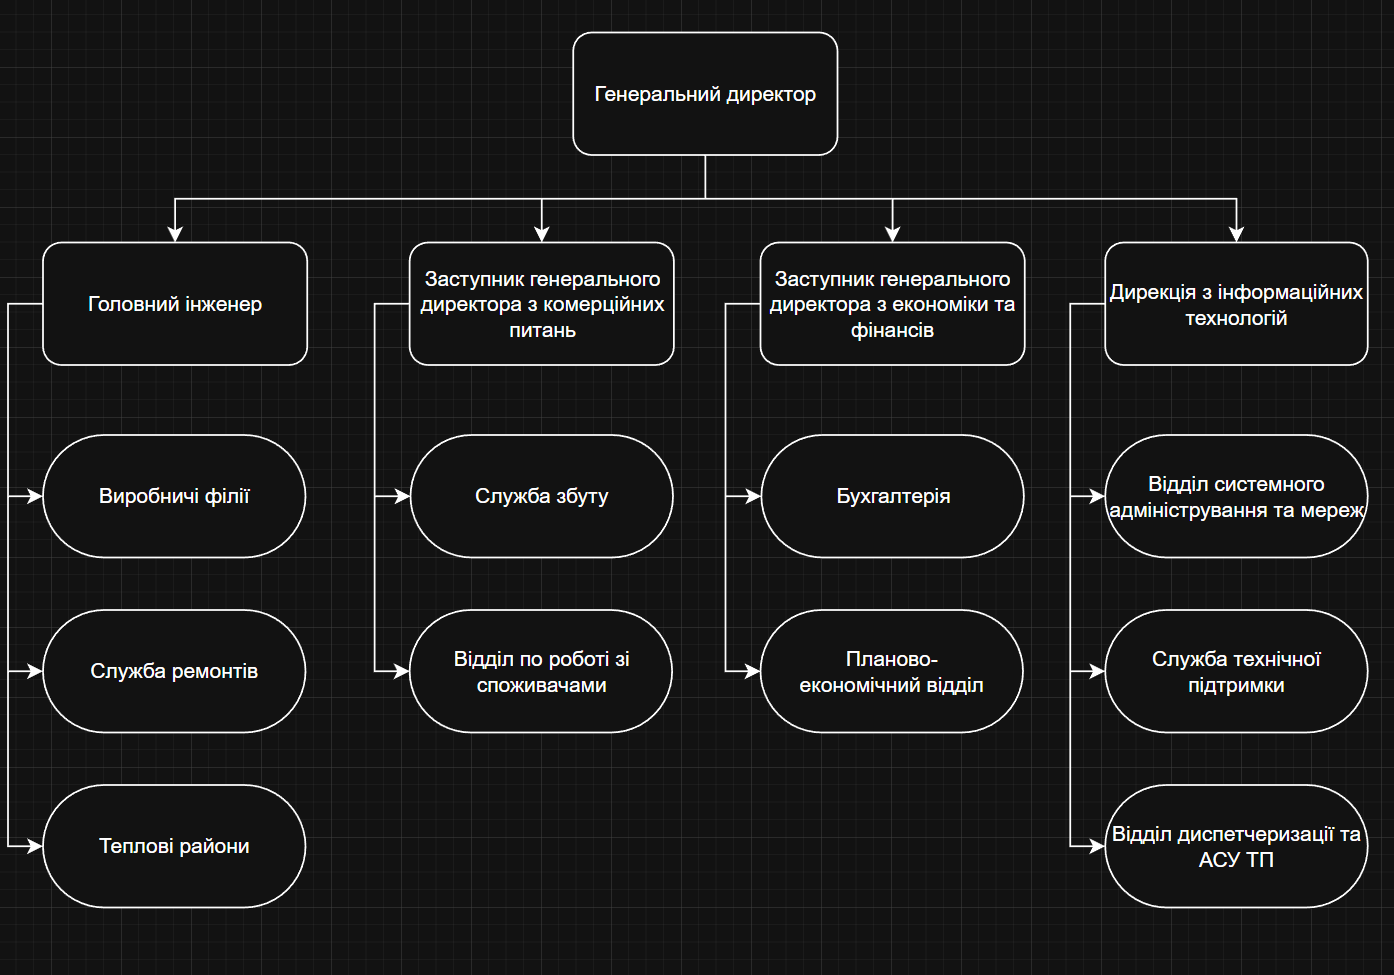 Генеральний директор
Головний інженер
Заступник генерального
директора з комерційних
питань
Заступник генерального
директора з економіки та
фінансів
Дирекція з інформаційних
технологій
Виробничі філії
Служба збуту
Бухгалтерія
Відділ системного
адміністрування та мереж
Служба ремонтів
Відділ по роботі зі
споживачами
Планово-
економічний відділ
Служба технічної
підтримки
Теплові райони
Відділ диспетчеризації та
АСУ ТП